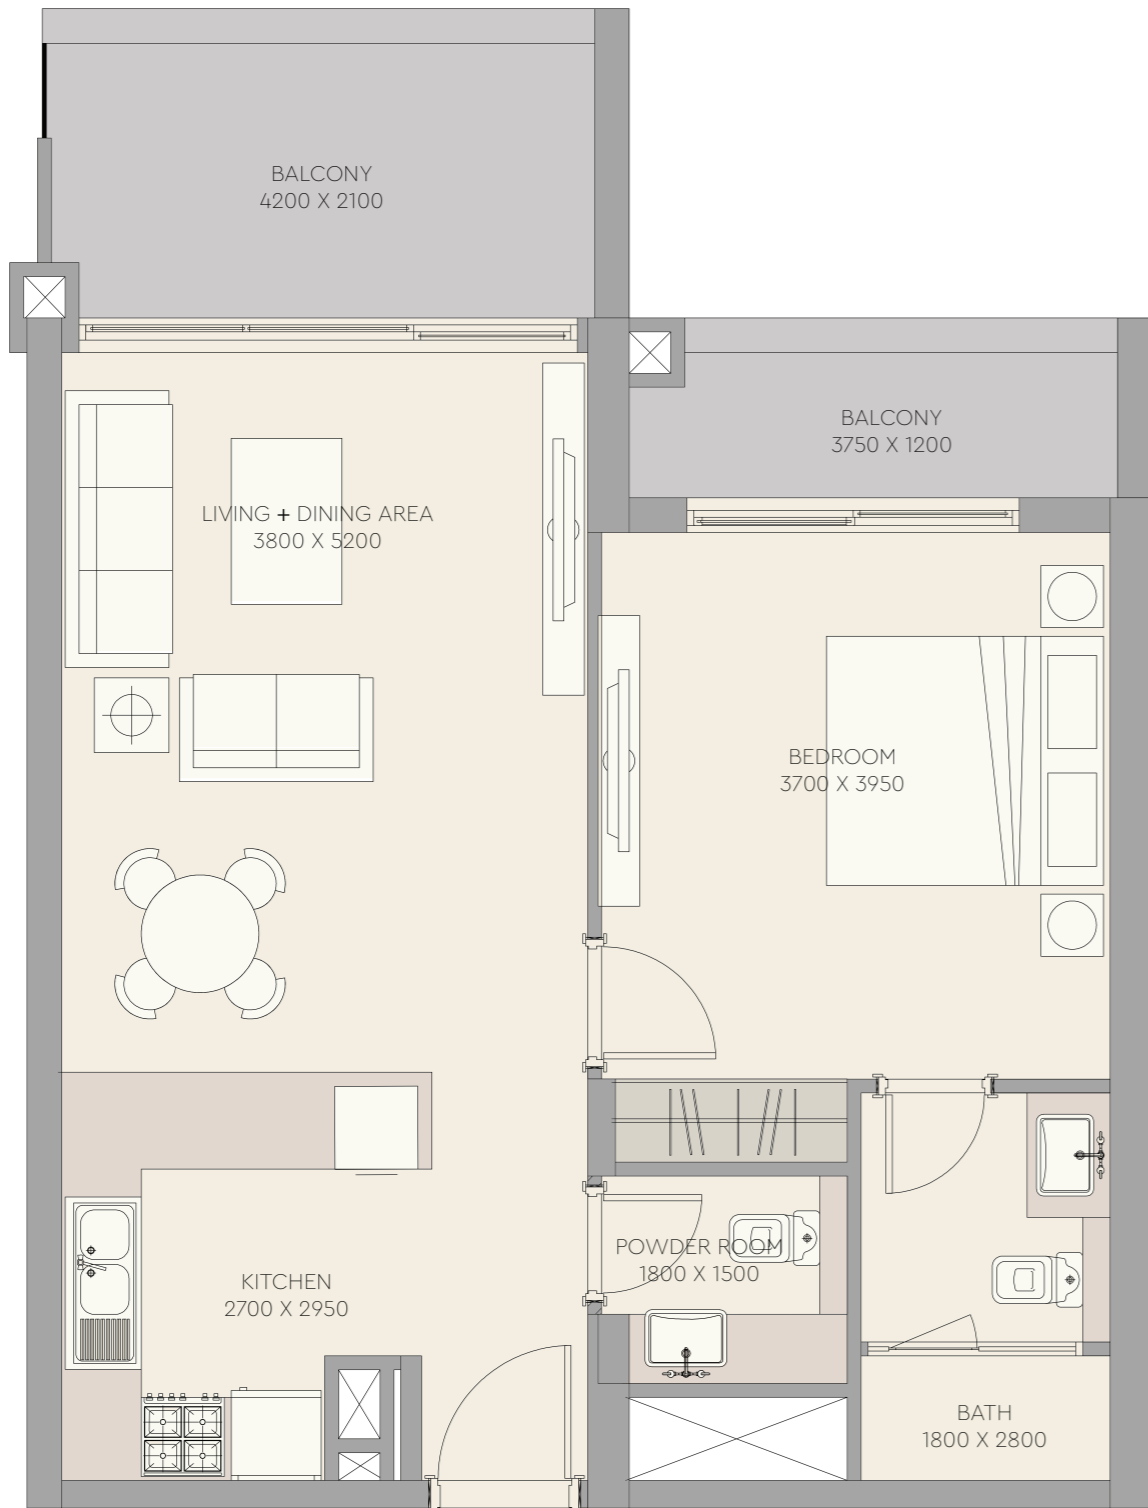 BALCONY
4200 X 2100
BALCONY
3750 X 1200
LIVING + DINING AREA
3800 X 5200
BEDROOM
3700 X 3950
POWDER ROOM
1800 X 1500
KITCHEN
2700 X 2950
BATH
1800 X 2800